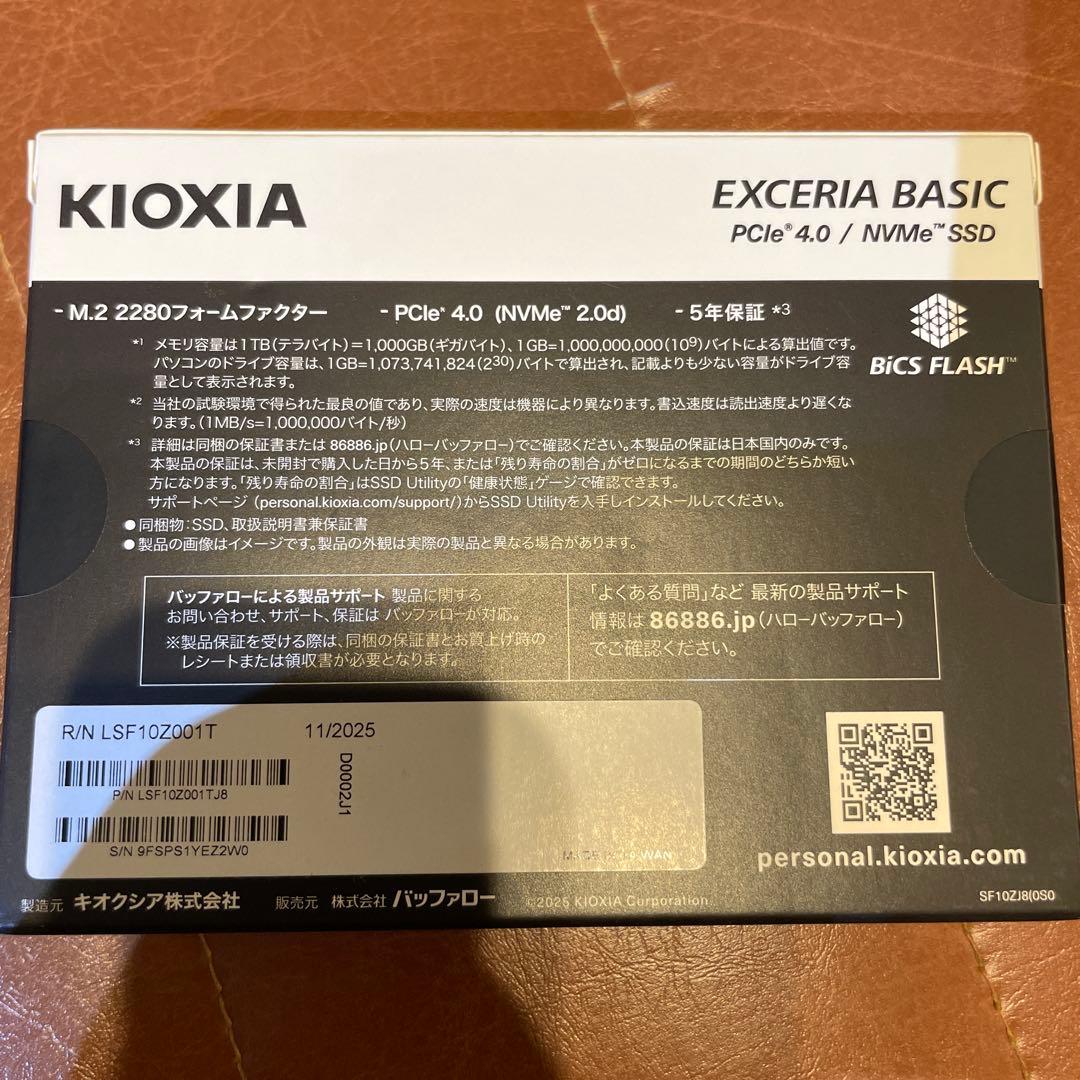 KIOXIA
EXCERIA BASIC
PCIe® 4.0 / NVMe™ SSD
- M.2 2280フォームファクター - PCIe® 4.0 (NVMe™ 2.0d) - 5年保証 *3
BiCS FLASH™
*1 メモリ容量は1TB(テラバイト)=1,000GB(ギガバイト)、1GB=1,000,000,000(10⁹)バイトによる算出値です。
パソコンのドライブ容量は、1GB=1,073,741,824(2³⁰)バイトで算出され、記載よりも少ない容量がドライブ容
量として表示されます。
*2 当社の試験環境で得られた最良の値であり、実際の速度は機器により異なります。書込速度は読出速度より遅くな
ります。(1MB/s=1,000,000バイト/秒)
*3 詳細は同梱の保証書または 86886.jp(ハローバッファロー)でご確認ください。本製品の保証は日本国内のみです。
本製品の保証は、未開封で購入した日から5年、または「残り寿命の割合」がゼロになるまでの期間のどちらか短い
方になります。「残り寿命の割合」はSSD Utilityの「健康状態」ゲージで確認できます。
サポートページ (personal.kioxia.com/support/)からSSD Utilityを入手しインストールしてください。
●同梱物:SSD、取扱説明書兼保証書
●製品の画像はイメージです。製品の外観は実際の製品と異なる場合があります。
バッファローによる製品サポート 製品に関する
お問い合わせ、サポート、保証は バッファローが対応。
※製品保証を受ける際は、同梱の保証書とお買上げ時の
レシートまたは領収書が必要となります。
「よくある質問」など 最新の製品サポート
情報は 86886.jp(ハローバッファロー)
でご確認ください。
R/N LSF10Z001T 11/2025
P/N LSF10Z001TJ8
D0002J1
S/N 9FSPS1YEZ2W0
personal.kioxia.com
製造元 キオクシア株式会社 販売元 株式会社 バッファロー ©2025 KIOXIA Corporation
SF10ZJ8(0S0